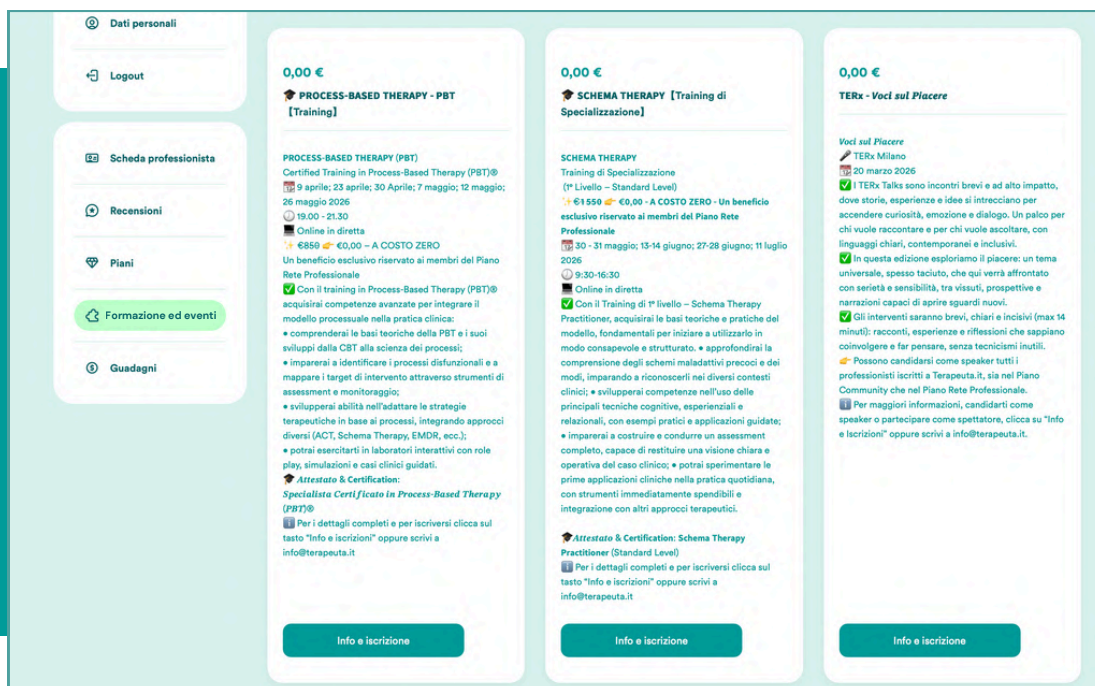 Dati personali
Logout
Scheda professionista
Recensioni
Piani
Formazione ed eventi
Guadagni
0,00 €
🎓 PROCESS-BASED THERAPY - PBT
【Training】
PROCESS-BASED THERAPY (PBT)
Certified Training in Process-Based Therapy (PBT)®
📆 9 aprile; 23 aprile; 30 Aprile; 7 maggio; 12 maggio;
26 maggio 2026
🕖 19.00 - 21.30
💻 Online in diretta
✨ €850 👉 €0,00 – A COSTO ZERO
Un beneficio esclusivo riservato ai membri del Piano
Rete Professionale
✅ Con il training in Process-Based Therapy (PBT)®
acquisirai competenze avanzate per integrare il
modello processuale nella pratica clinica:
• comprenderai le basi teoriche della PBT e i suoi
sviluppi dalla CBT alla scienza dei processi;
• imparerai a identificare i processi disfunzionali e a
mappare i target di intervento attraverso strumenti di
assessment e monitoraggio;
• svilupperai abilità nell'adattare le strategie
terapeutiche in base ai processi, integrando approcci
diversi (ACT, Schema Therapy, EMDR, ecc.);
• potrai esercitarti in laboratori interattivi con role
play, simulazioni e casi clinici guidati.
🎓 Attestato & Certification:
Specialista Certificato in Process-Based Therapy
(PBT)®
ℹ️ Per i dettagli completi e per iscriversi clicca sul
tasto "Info e iscrizioni" oppure scrivi a
info@terapeuta.it
Info e iscrizione
0,00 €
🎓 SCHEMA THERAPY【Training di
Specializzazione】
SCHEMA THERAPY
Training di Specializzazione
(1° Livello – Standard Level)
✨€1 550 👉 €0,00 - A COSTO ZERO - Un beneficio
esclusivo riservato ai membri del Piano Rete
Professionale
📆 30 - 31 maggio; 13-14 giugno; 27-28 giugno; 11 luglio
2026
🕘 9:30-16:30
💻 Online in diretta
✅ Con il Training di 1° livello – Schema Therapy
Practitioner, acquisirai le basi teoriche e pratiche del
modello, fondamentali per iniziare a utilizzarlo in
modo consapevole e strutturato. • approfondirai la
comprensione degli schemi maladattivi precoci e dei
modi, imparando a riconoscerli nei diversi contesti
clinici; • svilupperai competenze nell'uso delle
principali tecniche cognitive, esperienziali e
relazionali, con esempi pratici e applicazioni guidate;
• imparerai a costruire e condurre un assessment
completo, capace di restituire una visione chiara e
operativa del caso clinico; • potrai sperimentare le
prime applicazioni cliniche nella pratica quotidiana,
con strumenti immediatamente spendibili e
integrazione con altri approcci terapeutici.
🎓Attestato & Certification: Schema Therapy
Practitioner (Standard Level)
ℹ️ Per i dettagli completi e per iscriversi clicca sul
tasto "Info e iscrizioni" oppure scrivi a
info@terapeuta.it
Info e iscrizione
0,00 €
TERx - Voci sul Piacere
Voci sul Piacere
🎤 TERx Milano
📆 20 marzo 2026
✅ I TERx Talks sono incontri brevi e ad alto impatto,
dove storie, esperienze e idee si intrecciano per
accendere curiosità, emozione e dialogo. Un palco per
chi vuole raccontare e per chi vuole ascoltare, con
linguaggi chiari, contemporanei e inclusivi.
✅ In questa edizione esploriamo il piacere: un tema
universale, spesso taciuto, che qui verrà affrontato
con serietà e sensibilità, tra vissuti, prospettive e
narrazioni capaci di aprire sguardi nuovi.
✅ Gli interventi saranno brevi, chiari e incisivi (max 14
minuti): racconti, esperienze e riflessioni che sappiano
coinvolgere e far pensare, senza tecnicismi inutili.
👉 Possono candidarsi come speaker tutti i
professionisti iscritti a Terapeuta.it, sia nel Piano
Community che nel Piano Rete Professionale.
ℹ️ Per maggiori informazioni, candidarti come
speaker o partecipare come spettatore, clicca su "Info
e Iscrizioni" oppure scrivi a info@terapeuta.it.
Info e iscrizione